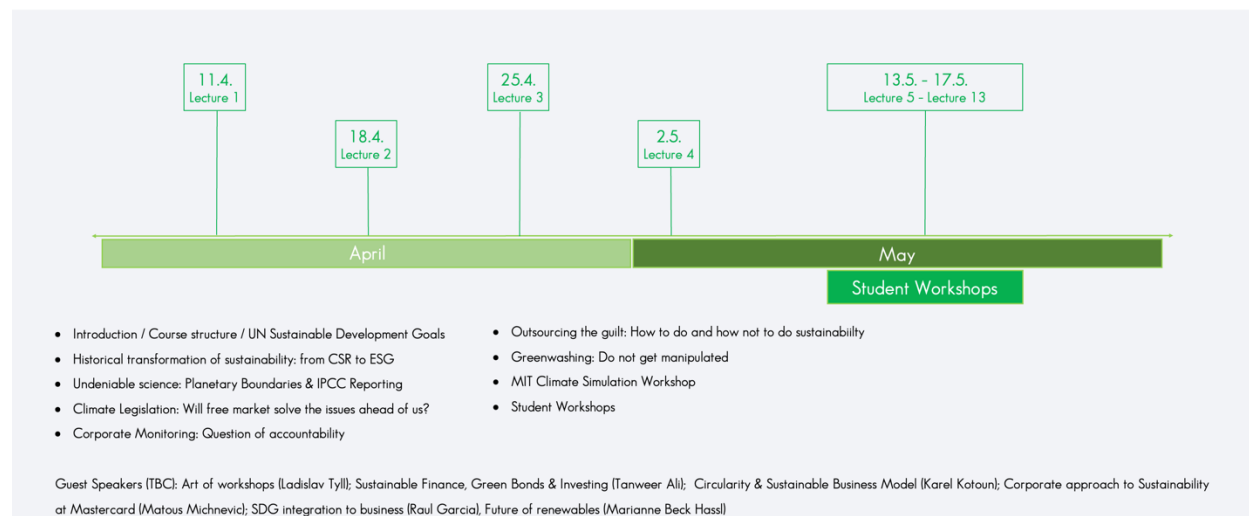 11.4.
Lecture 1
25.4.
Lecture 3
13.5. - 17.5.
Lecture 5 - Lecture 13
18.4.
Lecture 2
2.5.
Lecture 4
April
May
Student Workshops
• Introduction / Course structure / UN Sustainable Development Goals
• Historical transformation of sustainability: from CSR to ESG
• Undeniable science: Planetary Boundaries & IPCC Reporting
• Climate Legislation: Will free market solve the issues ahead of us?
• Corporate Monitoring: Question of accountability
• Outsourcing the guilt: How to do and how not to do sustainabiilty
• Greenwashing: Do not get manipulated
• MIT Climate Simulation Workshop
• Student Workshops
Guest Speakers (TBC): Art of workshops (Ladislav Tyll); Sustainable Finance, Green Bonds & Investing (Tanweer Ali); Circularity & Sustainable Business Model (Karel Kotoun); Corporate approach to Sustainability
at Mastercard (Matous Michnevic); SDG integration to business (Raul Garcia), Future of renewables (Marianne Beck Hassl)